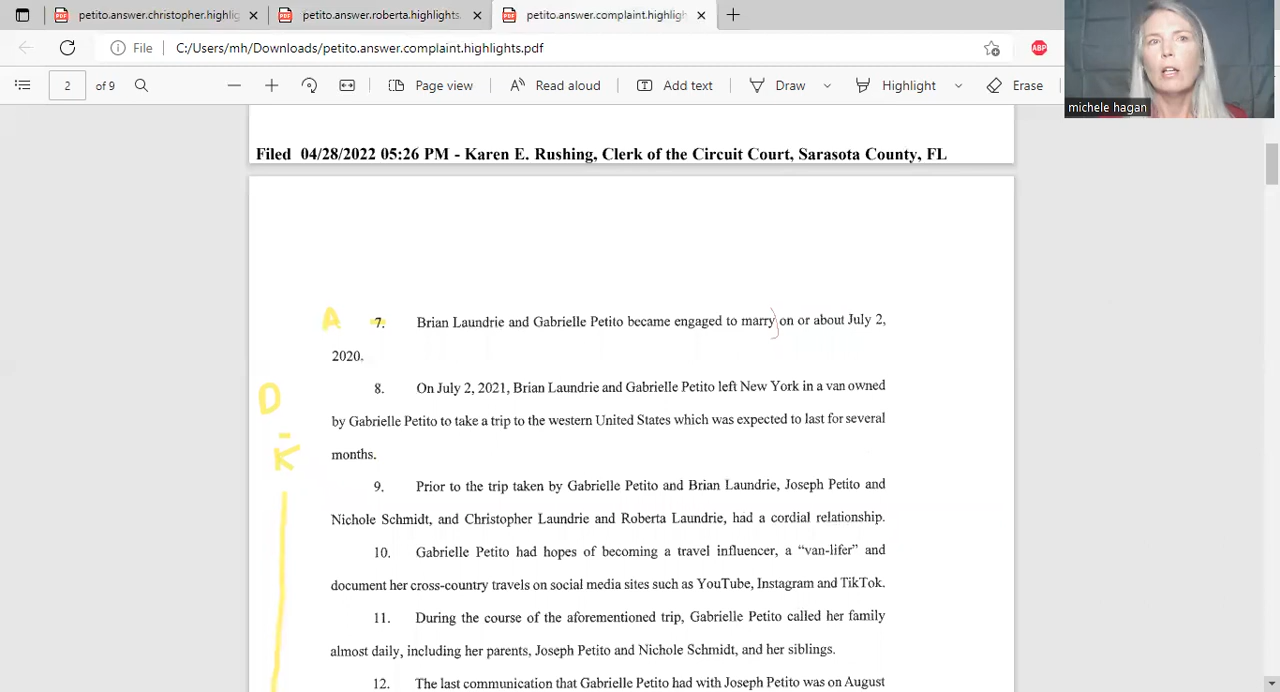 petito.answer.christopher.highlig
petito.answer.roberta.highlights.
petito.answer.complaint.highligh
File C:/Users/mh/Downloads/petito.answer.complaint.highlights.pdf
ABP
2 of 9
Page view
Read aloud
Add text
Draw
Highlight
Erase
michele hagan
Filed 04/28/2022 05:26 PM - Karen E. Rushing, Clerk of the Circuit Court, Sarasota County, FL
A 7. Brian Laundrie and Gabrielle Petito became engaged to marry on or about July 2,
2020.
D
8. On July 2, 2021, Brian Laundrie and Gabrielle Petito left New York in a van owned
by Gabrielle Petito to take a trip to the western United States which was expected to last for several
K
months.
9. Prior to the trip taken by Gabrielle Petito and Brian Laundrie, Joseph Petito and
Nichole Schmidt, and Christopher Laundrie and Roberta Laundrie, had a cordial relationship.
10. Gabrielle Petito had hopes of becoming a travel influencer, a “van-lifer” and
document her cross-country travels on social media sites such as YouTube, Instagram and TikTok.
11. During the course of the aforementioned trip, Gabrielle Petito called her family
almost daily, including her parents, Joseph Petito and Nichole Schmidt, and her siblings.
12. The last communication that Gabrielle Petito had with Joseph Petito was on August